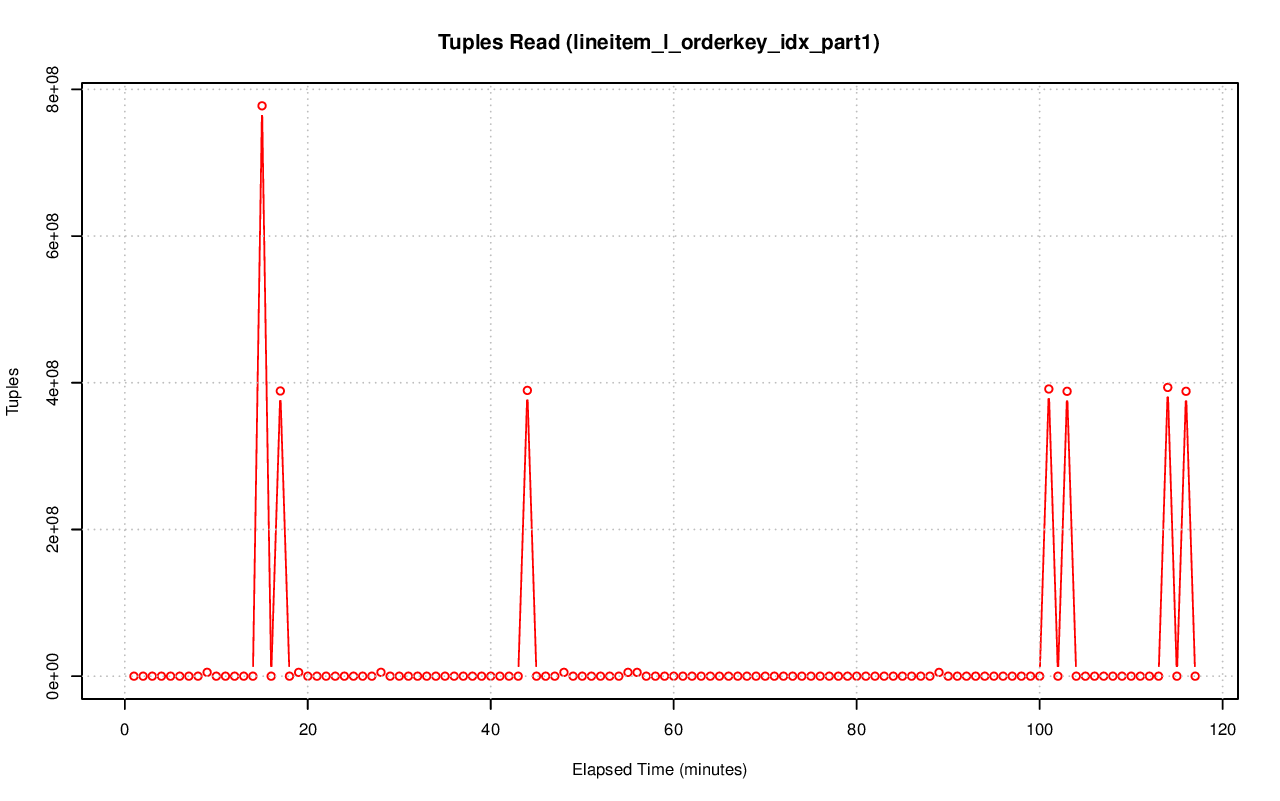 Tuples Read (lineitem_l_orderkey_idx_part1)
8e+08
6e+08
4e+08
2e+08
0e+00
Tuples
0 20 40 60 80 100 120
Elapsed Time (minutes)